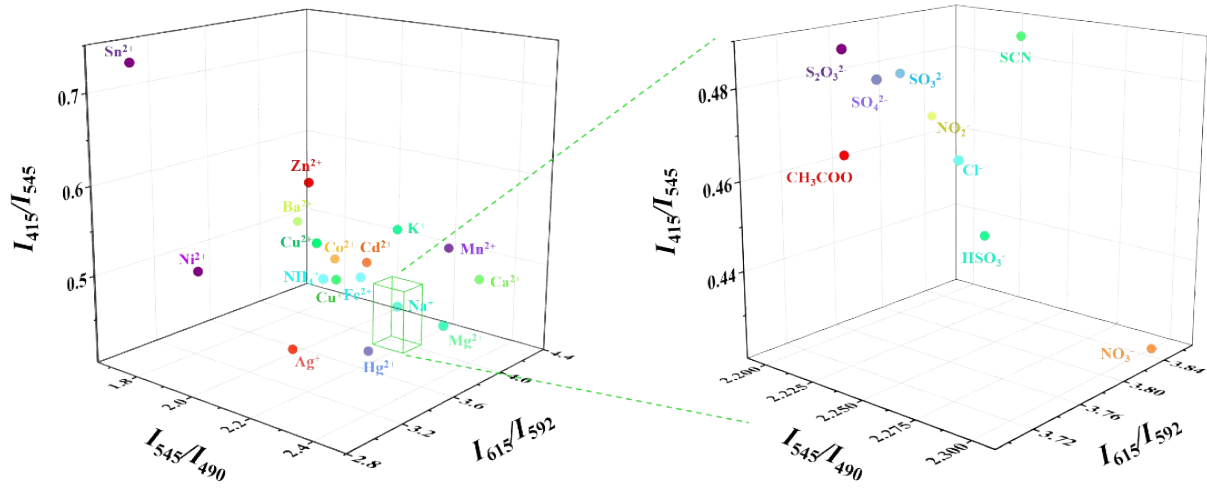 Sn²⁺
0.7
Zn²⁺
0.6
Ba²⁺
K⁺
Cu²⁺
Co²⁺
Cd²⁺
Mn²⁺
Ni²⁺
0.5
NH₄⁺
Cu⁺
Fe²⁺
Na⁺
Ca²⁺
Mg²⁺
Ag⁺
Hg²⁺
I₄₁₅/I₅₄₅
1.8
2.0
2.2
2.4
I₅₄₅/I₄₉₀
2.8
3.2
3.6
4.0
4.4
I₆₁₅/I₅₉₂
S₂O₃²⁻
SCN
SO₃²⁻
SO₄²⁻
0.48
NO₂⁻
CH₃COO
Cl⁻
0.46
HSO₃⁻
0.44
NO₃⁻
I₄₁₅/I₅₄₅
2.200
2.225
2.250
2.275
2.300
I₅₄₅/I₄₉₀
3.72
3.76
3.80
3.84
I₆₁₅/I₅₉₂